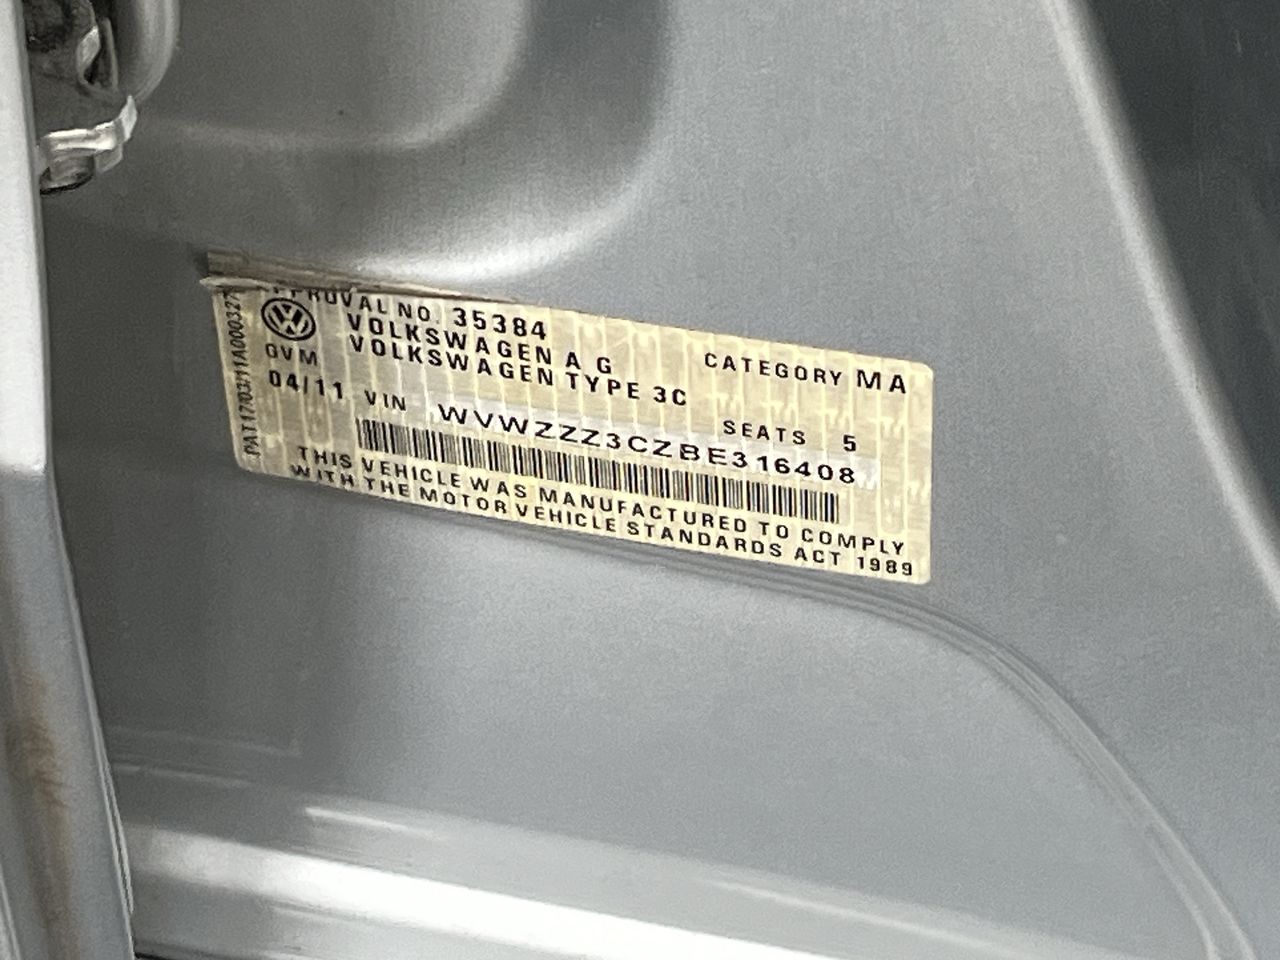 APPROVAL NO. 35384
VOLKSWAGEN A G
CATEGORY MA
GVM VOLKSWAGEN TYPE 3C
04/11 VIN WVWZZZ3CZBE316408
SEATS 5
THIS VEHICLE WAS MANUFACTURED TO COMPLY
WITH THE MOTOR VEHICLE STANDARDS ACT 1989